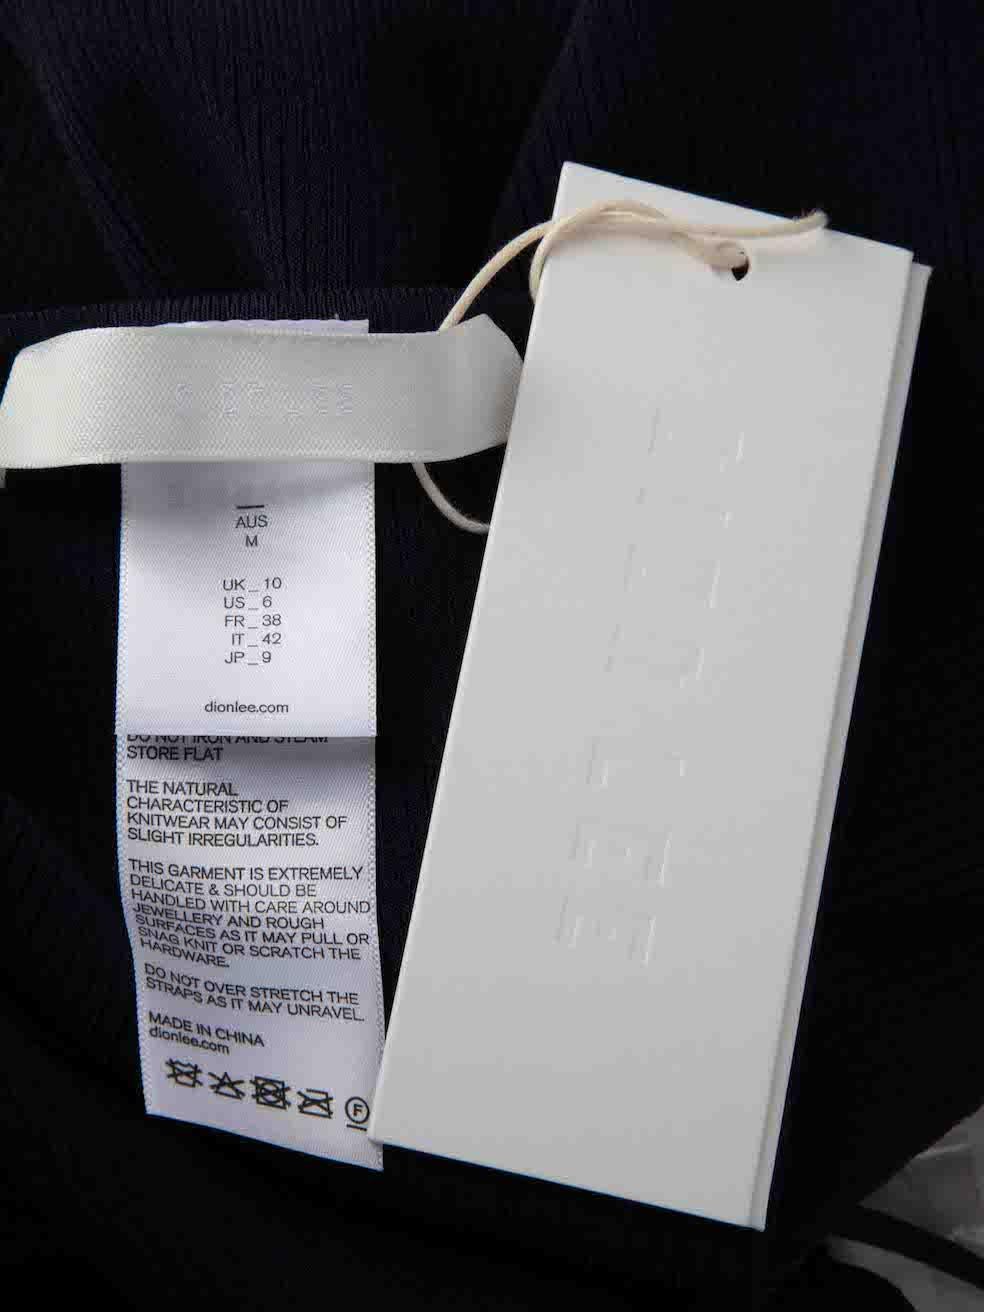 AUS
M
UK_10
US_6
FR_38
IT_42
JP_9
dionlee.com
DO NOT IRON AND STEAM
STORE FLAT
THE NATURAL
CHARACTERISTIC OF
KNITWEAR MAY CONSIST OF
SLIGHT IRREGULARITIES.
THIS GARMENT IS EXTREMELY
DELICATE & SHOULD BE
HANDLED WITH CARE AROUND
JEWELLERY AND ROUGH
SURFACES AS IT MAY PULL OR
SNAG KNIT OR SCRATCH THE
HARDWARE.
DO NOT OVER STRETCH THE
STRAPS AS IT MAY UNRAVEL.
MADE IN CHINA
dionlee.com
F